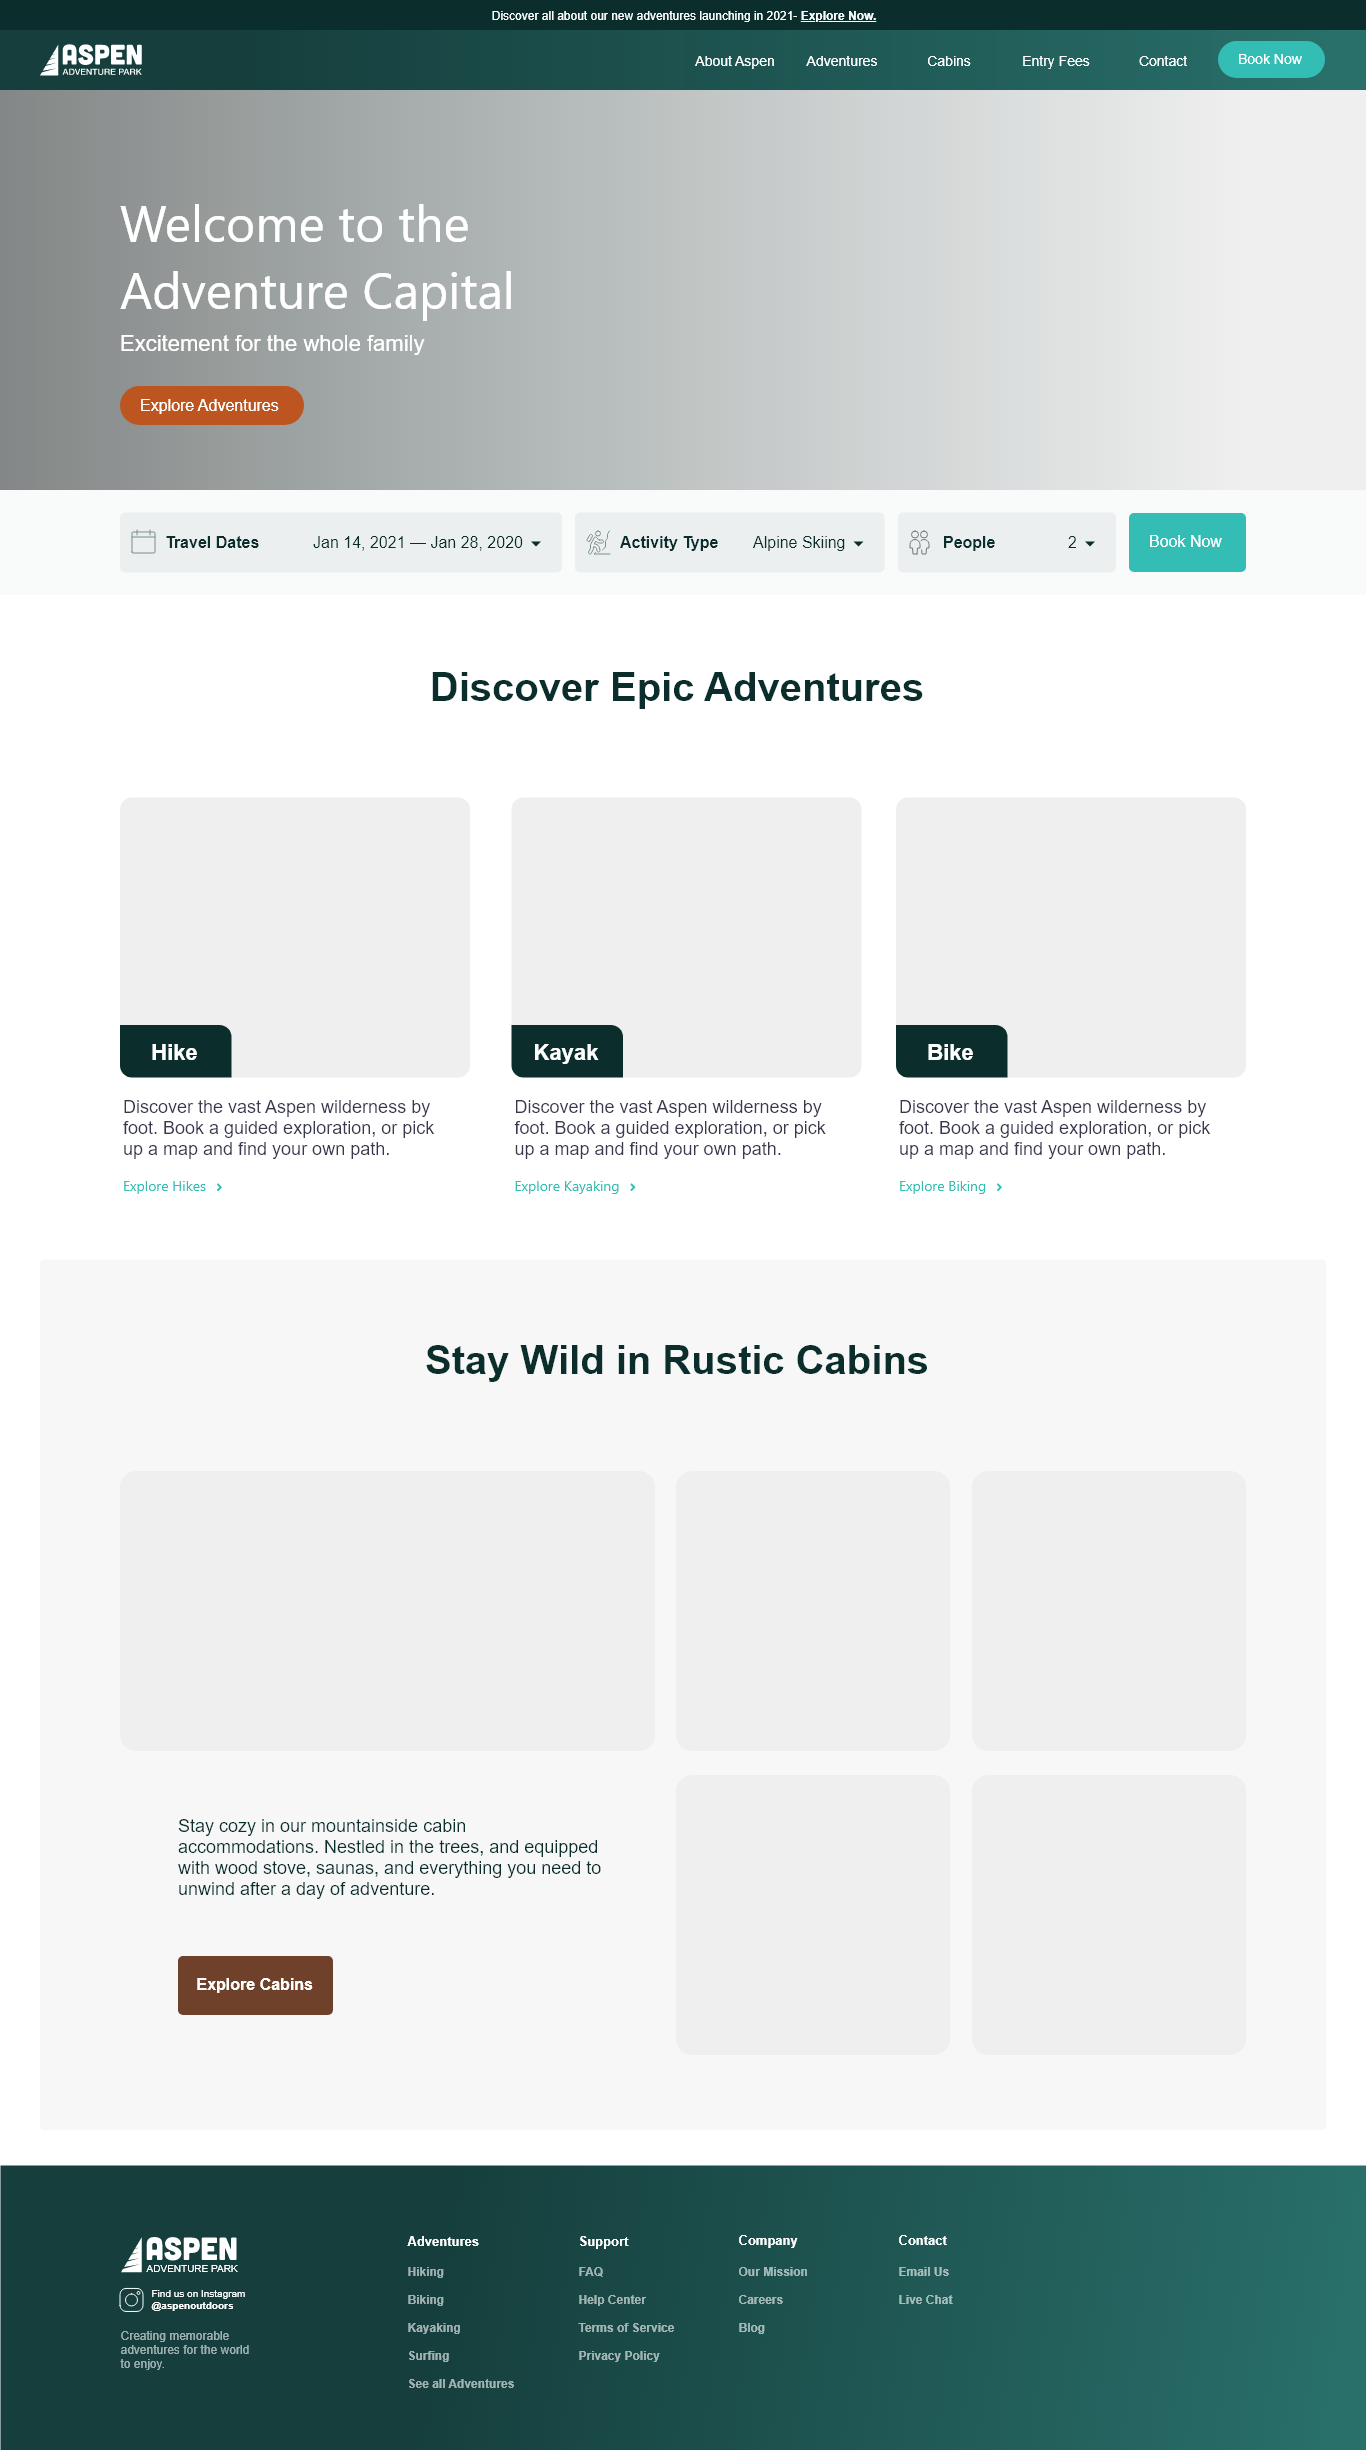 Discover all about our new adventures launching in 2021- Explore Now.
ASPEN
ADVENTURE PARK
About Aspen
Adventures
Cabins
Entry Fees
Contact
Book Now
Welcome to the
Adventure Capital
Excitement for the whole family
Explore Adventures
Travel Dates
Jan 14, 2021 — Jan 28, 2020
Activity Type
Alpine Skiing
People
2
Book Now
Discover Epic Adventures
Hike
Discover the vast Aspen wilderness by
foot. Book a guided exploration, or pick
up a map and find your own path.
Explore Hikes
Kayak
Discover the vast Aspen wilderness by
foot. Book a guided exploration, or pick
up a map and find your own path.
Explore Kayaking
Bike
Discover the vast Aspen wilderness by
foot. Book a guided exploration, or pick
up a map and find your own path.
Explore Biking
Stay Wild in Rustic Cabins
Stay cozy in our mountainside cabin
accommodations. Nestled in the trees, and equipped
with wood stove, saunas, and everything you need to
unwind after a day of adventure.
Explore Cabins
ASPEN
ADVENTURE PARK
Find us on Instagram
@aspenoutdoors
Creating memorable
adventures for the world
to enjoy.
Adventures
Hiking
Biking
Kayaking
Surfing
See all Adventures
Support
FAQ
Help Center
Terms of Service
Privacy Policy
Company
Our Mission
Careers
Blog
Contact
Email Us
Live Chat